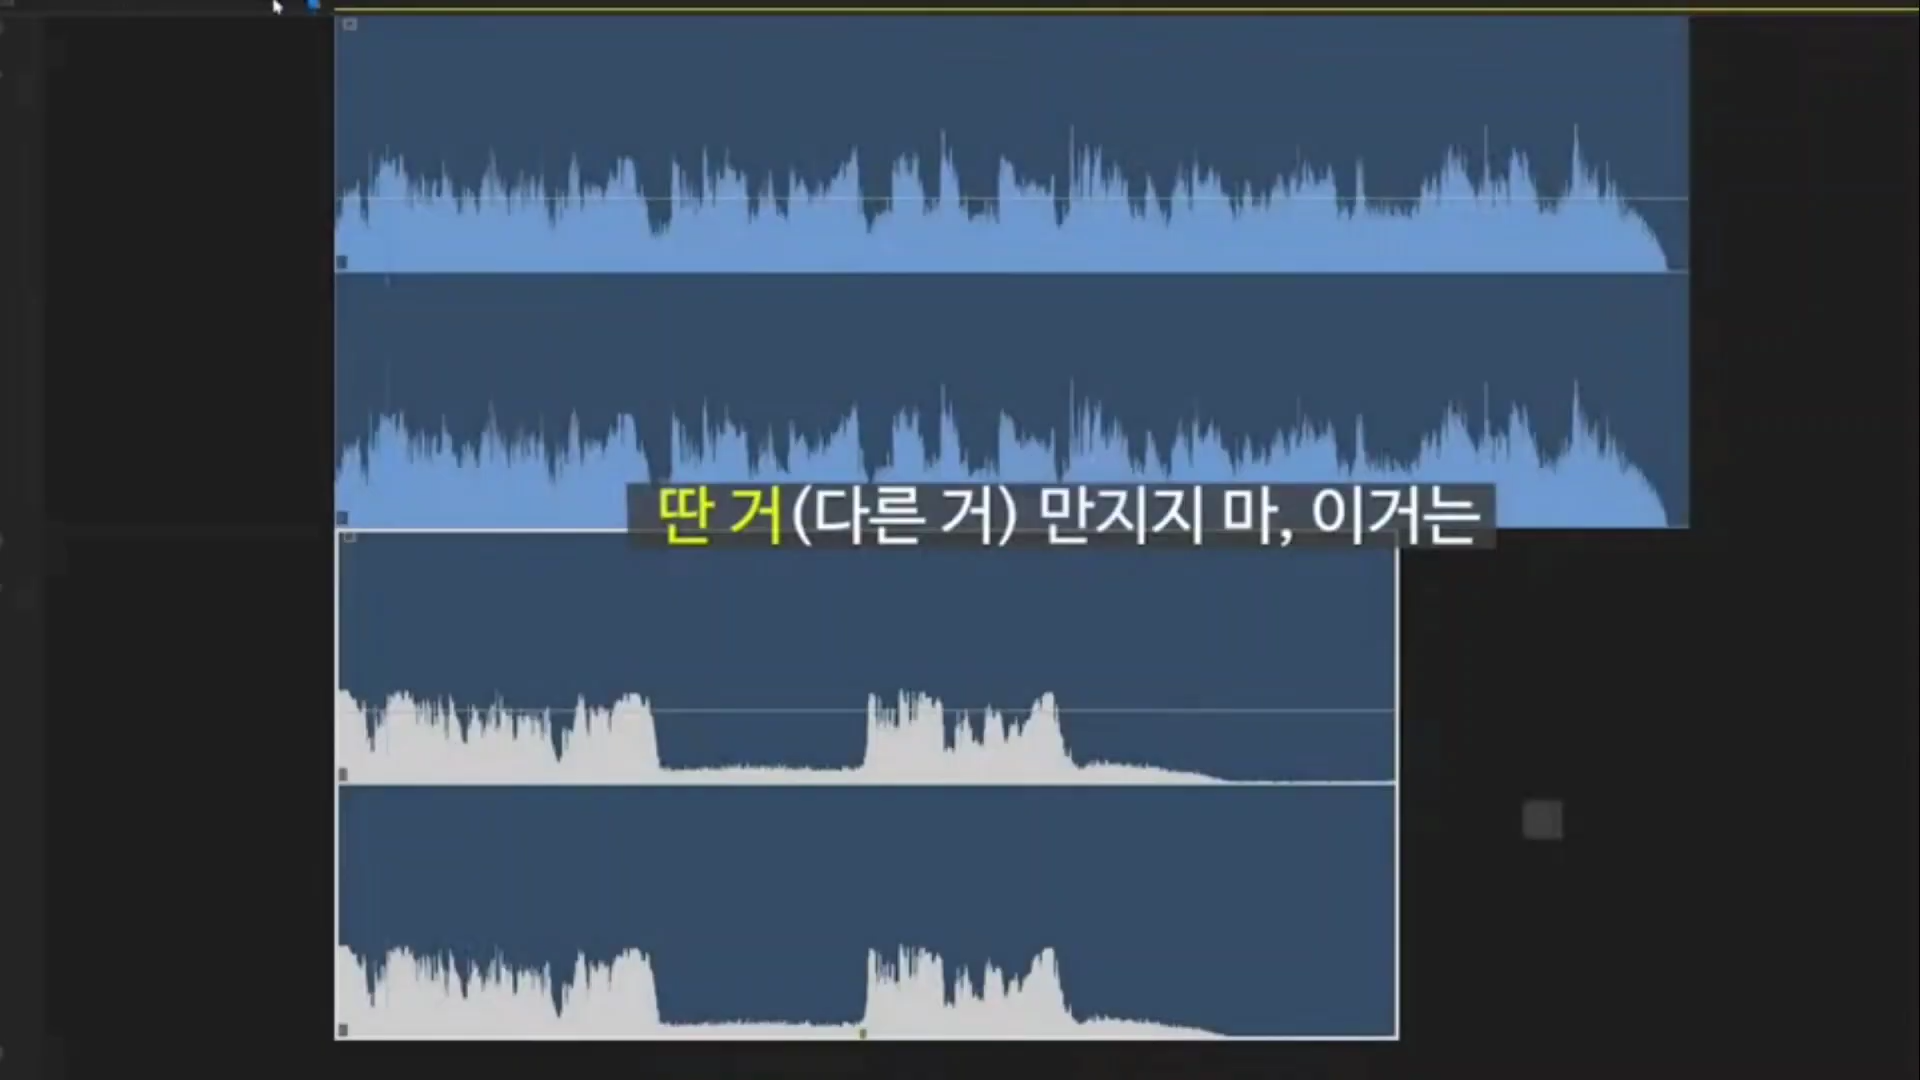 딴 거(다른 거) 만지지 마, 이거는